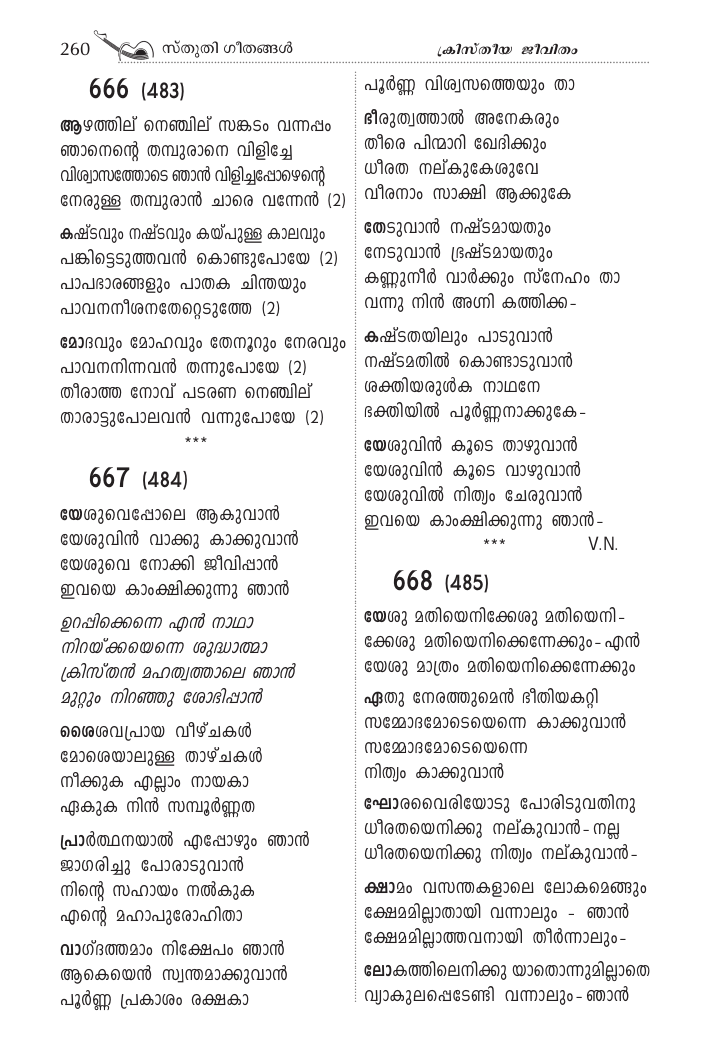 260 സ്തുതി ഗീതങ്ങൾ
ക്രിസ്തീയ ജീവിതം
666 (483)
ആഴത്തില് നെഞ്ചില് സങ്കടം വന്നപ്പം
ഞാനെന്റെ തമ്പുരാനെ വിളിച്ചേ
വിശ്വാസത്തോടെ ഞാൻ വിളിച്ചപ്പോഴെന്റെ
നേരുള്ള തമ്പുരാൻ ചാരെ വന്നേൻ (2)
കഷ്ടവും നഷ്ടവും കയ്പുള്ള കാലവും
പങ്കിട്ടെടുത്തവൻ കൊണ്ടുപോയേ (2)
പാപഭാരങ്ങളും പാതക ചിന്തയും
പാവനനീശനതേറ്റെടുത്തേ (2)
മോദവും മോഹവും തേനൂറും നേരവും
പാവനനിന്നവൻ തന്നുപോയേ (2)
തീരാത്ത നോവ് പടരണ നെഞ്ചില്
താരാട്ടുപോലവൻ വന്നുപോയേ (2)
***
667 (484)
യേശുവെപ്പോലെ ആകുവാൻ
യേശുവിൻ വാക്കു കാക്കുവാൻ
യേശുവെ നോക്കി ജീവിപ്പാൻ
ഇവയെ കാംക്ഷിക്കുന്നു ഞാൻ
ഉറപ്പിക്കെന്നെ എൻ നാഥാ
നിറയ്ക്കയെന്നെ ശുദ്ധാത്മാ
ക്രിസ്തൻ മഹത്വത്താലെ ഞാൻ
മുറ്റും നിറഞ്ഞു ശോഭിപ്പാൻ
ശൈശവപ്രായ വീഴ്ചകൾ
മോശെയാലുള്ള താഴ്ചകൾ
നീക്കുക എല്ലാം നായകാ
ഏകുക നിൻ സമ്പൂർണ്ണത
പ്രാർത്ഥനയാൽ എപ്പോഴും ഞാൻ
ജാഗരിച്ചു പോരാടുവാൻ
നിന്റെ സഹായം നൽകുക
എന്റെ മഹാപുരോഹിതാ
വാഗ്ദത്തമാം നിക്ഷേപം ഞാൻ
ആകെയെൻ സ്വന്തമാക്കുവാൻ
പൂർണ്ണ പ്രകാശം രക്ഷകാ
പൂർണ്ണ വിശ്വസത്തെയും താ
ഭീരുത്വത്താൽ അനേകരും
തീരെ പിന്മാറി ഖേദിക്കും
ധീരത നല്കുകേശുവേ
വീരനാം സാക്ഷി ആക്കുകേ
തേടുവാൻ നഷ്ടമായതും
നേടുവാൻ ഭ്രഷ്ടമായതും
കണ്ണുനീർ വാർക്കും സ്നേഹം താ
വന്നു നിൻ അഗ്നി കത്തിക്ക-
കഷ്ടതയിലും പാടുവാൻ
നഷ്ടമതിൽ കൊണ്ടാടുവാൻ
ശക്തിയരുൾക നാഥനേ
ഭക്തിയിൽ പൂർണ്ണനാക്കുകേ-
യേശുവിൻ കൂടെ താഴുവാൻ
യേശുവിൻ കൂടെ വാഴുവാൻ
യേശുവിൽ നിത്യം ചേരുവാൻ
ഇവയെ കാംക്ഷിക്കുന്നു ഞാൻ-
*** V.N.
668 (485)
യേശു മതിയെനിക്കേശു മതിയെനി-
ക്കേശു മതിയെനിക്കെന്നേക്കും-എൻ
യേശു മാത്രം മതിയെനിക്കെന്നേക്കും
ഏതു നേരത്തുമെൻ ഭീതിയകറ്റി
സമ്മോദമോടെയെന്നെ കാക്കുവാൻ
സമ്മോദമോടെയെന്നെ
നിത്യം കാക്കുവാൻ
ഘോരവൈരിയോടു പോരിടുവതിനു
ധീരതയെനിക്കു നല്കുവാൻ-നല്ല
ധീരതയെനിക്കു നിത്യം നല്കുവാൻ-
ക്ഷാമം വസന്തകളാലെ ലോകമെങ്ങും
ക്ഷേമമില്ലാതായി വന്നാലും - ഞാൻ
ക്ഷേമമില്ലാത്തവനായി തീർന്നാലും-
ലോകത്തിലെനിക്കു യാതൊന്നുമില്ലാതെ
വ്യാകുലപ്പെടേണ്ടി വന്നാലും-ഞാൻ